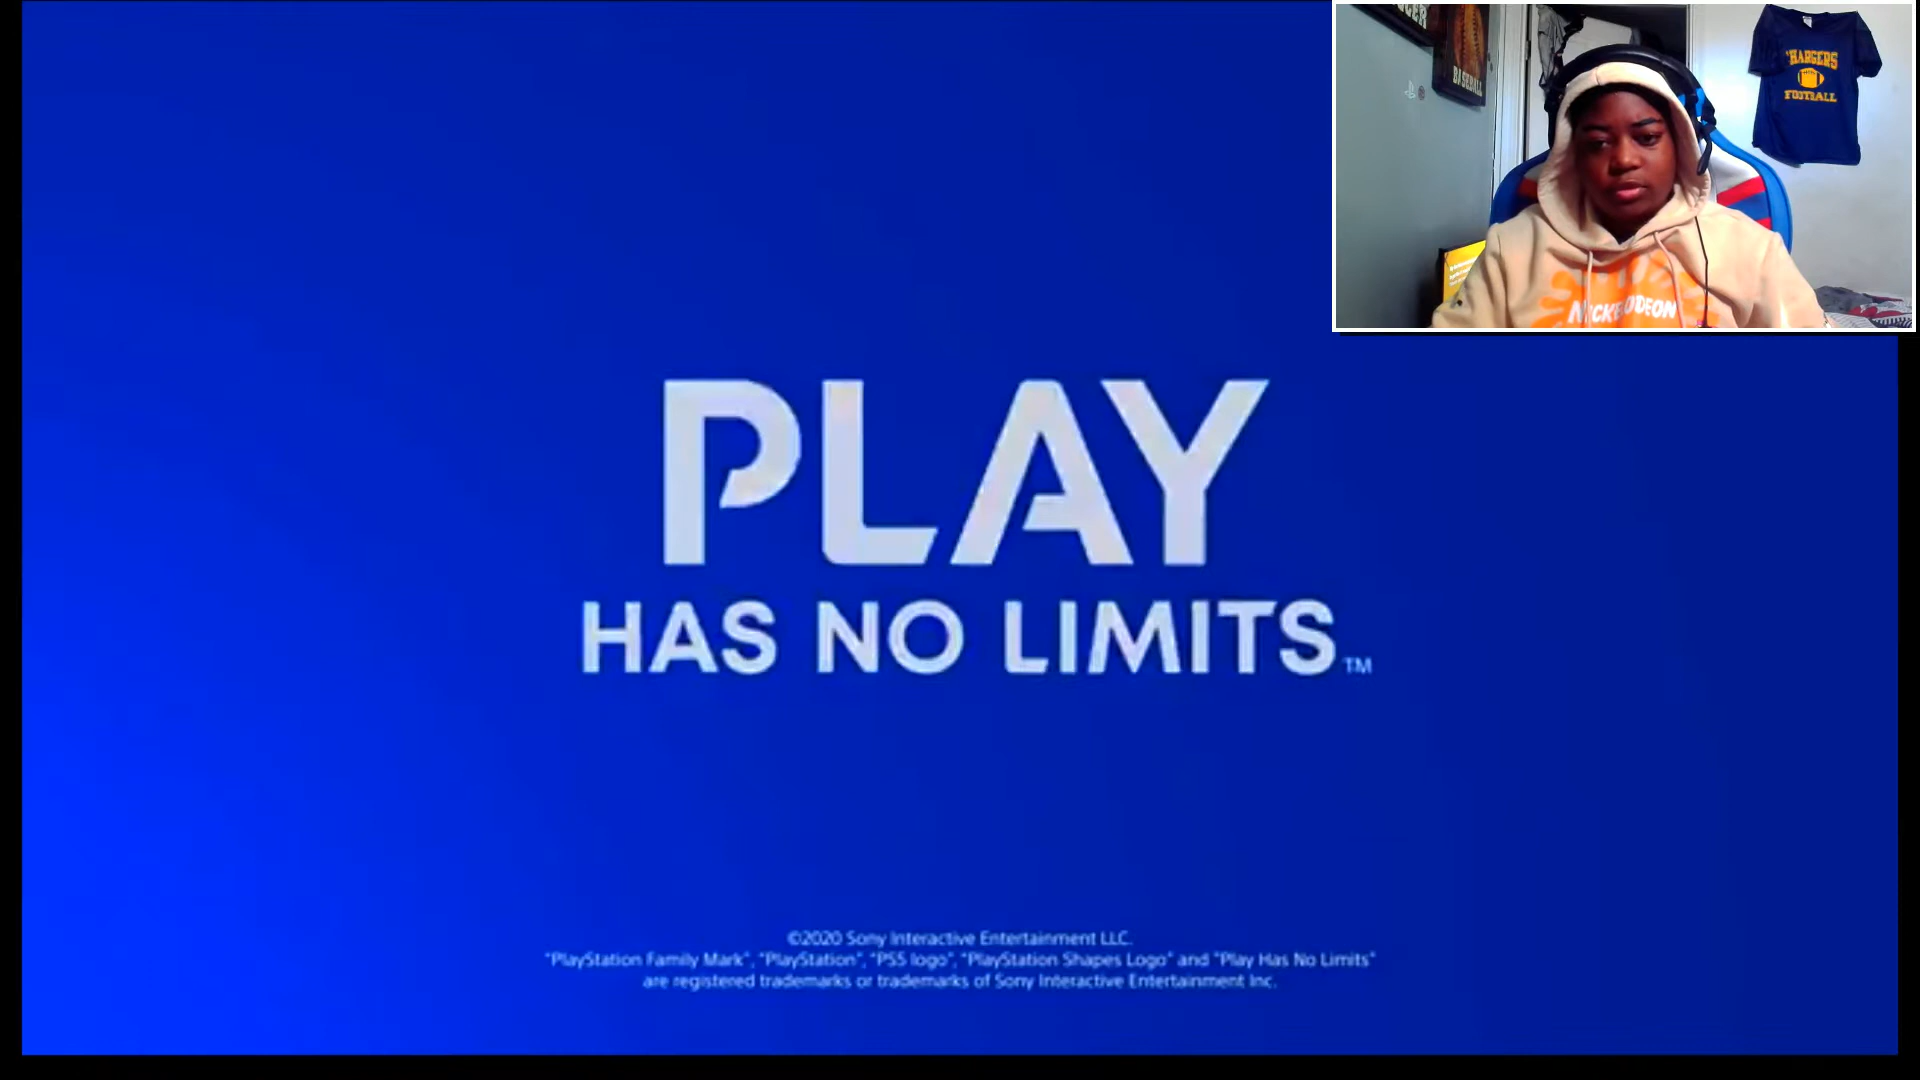 PLAY
HAS NO LIMITS™
©2020 Sony Interactive Entertainment LLC.
"PlayStation Family Mark", "PlayStation", "PS5 logo", "PlayStation Shapes Logo" and "Play Has No Limits"
are registered trademarks or trademarks of Sony Interactive Entertainment Inc.
BASEBALL
FOOTBALL